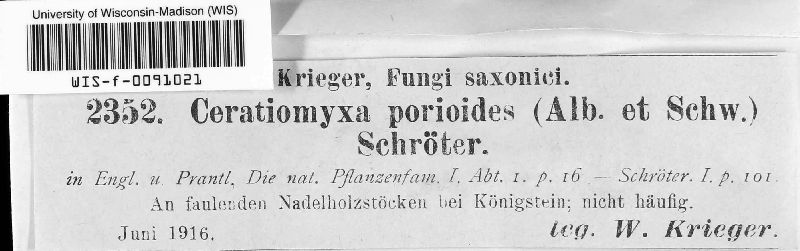 University of Wisconsin-Madison (WIS)
WIS-f-0091021
Krieger, Fungi saxonici.
2352. Ceratiomyxa porioides (Alb. et Schw.)
Schröter.
in Engl. u. Prantl, Die nat. Pflanzenfam. I. Abt. 1. p. 16 — Schröter. I. p. 101.
An faulenden Nadelholzstöcken bei Königstein; nicht häufig.
Juni 1916.
leg. W. Krieger.